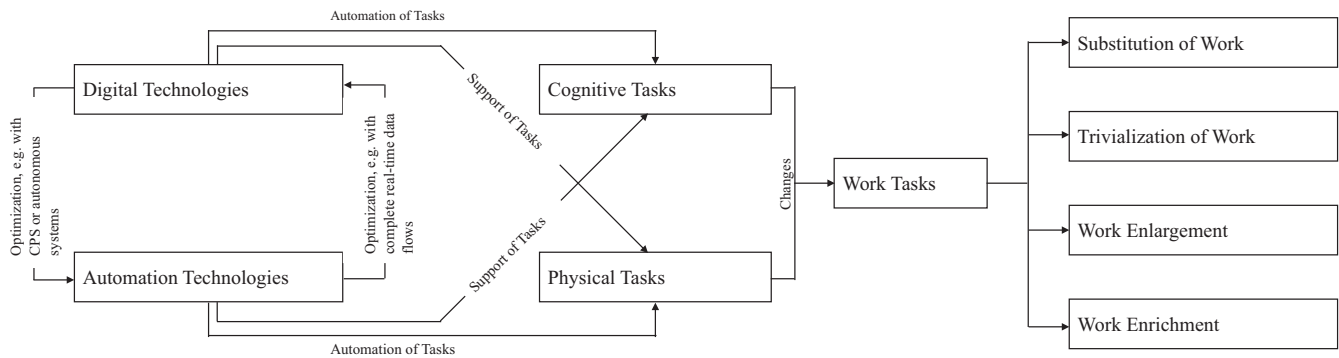 Automation of Tasks
Substitution of Work
Digital Technologies
Cognitive Tasks
Support of Tasks
Optimization, e.g. with
CPS or autonomous
systems
Optimization, e.g. with
complete real-time data
flows
Trivialization of Work
Changes
Work Tasks
Work Enlargement
Support of Tasks
Automation Technologies
Physical Tasks
Work Enrichment
Automation of Tasks